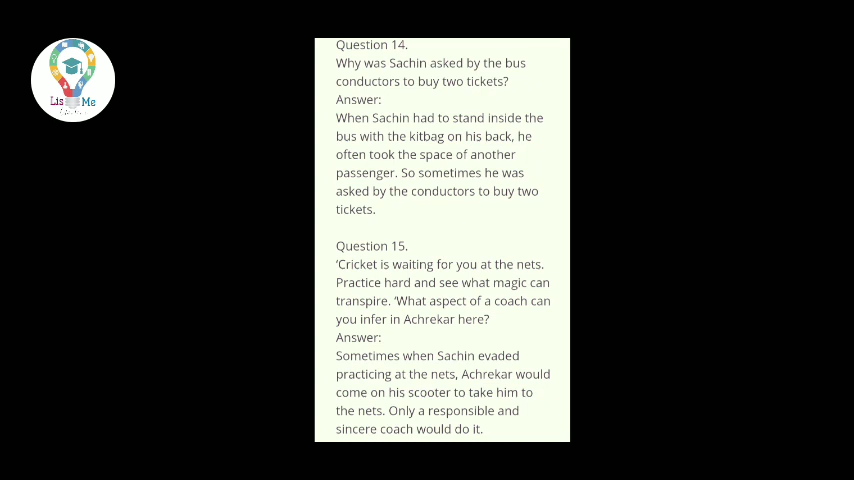 Lis Me
Question 14.
Why was Sachin asked by the bus
conductors to buy two tickets?
Answer:
When Sachin had to stand inside the
bus with the kitbag on his back, he
often took the space of another
passenger. So sometimes he was
asked by the conductors to buy two
tickets.
Question 15.
‘Cricket is waiting for you at the nets.
Practice hard and see what magic can
transpire. ‘What aspect of a coach can
you infer in Achrekar here?
Answer:
Sometimes when Sachin evaded
practicing at the nets, Achrekar would
come on his scooter to take him to
the nets. Only a responsible and
sincere coach would do it.